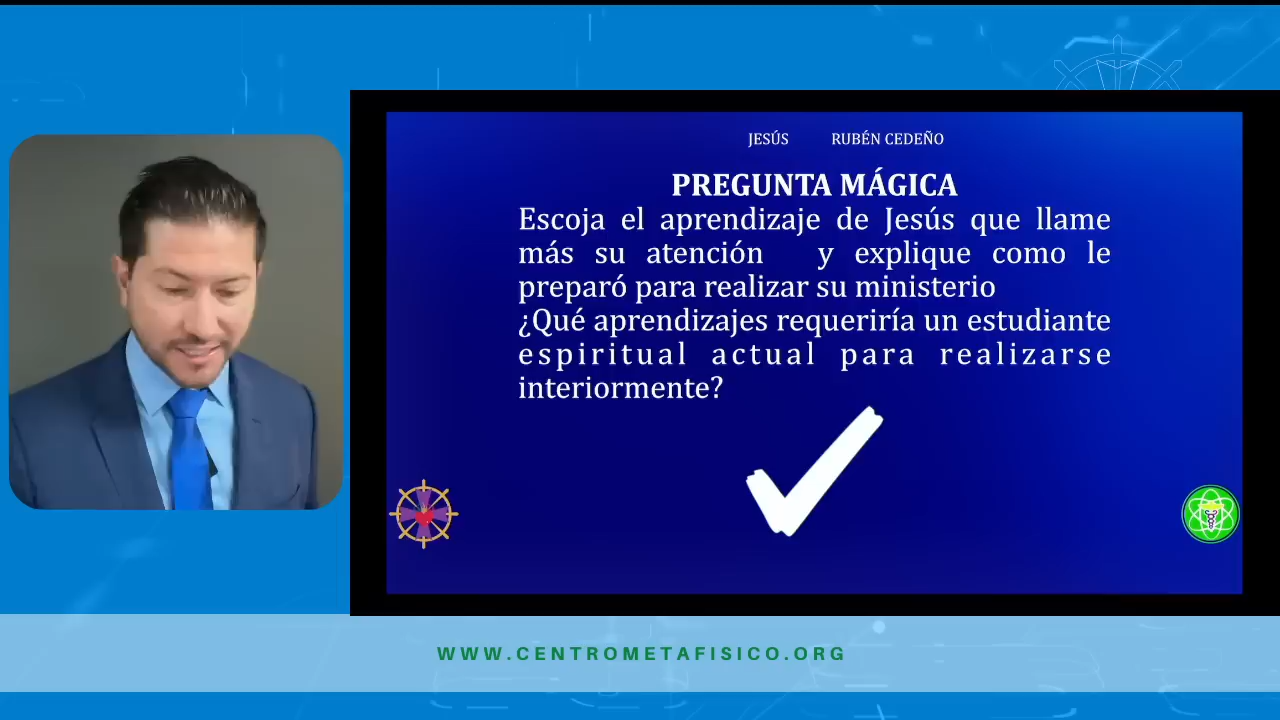 JESÚS RUBÉN CEDEÑO
PREGUNTA MÁGICA
Escoja el aprendizaje de Jesús que llame
más su atención y explique como le
preparó para realizar su ministerio
¿Qué aprendizajes requeriría un estudiante
espiritual actual para realizarse
interiormente?
WWW.CENTROMETAFISICO.ORG